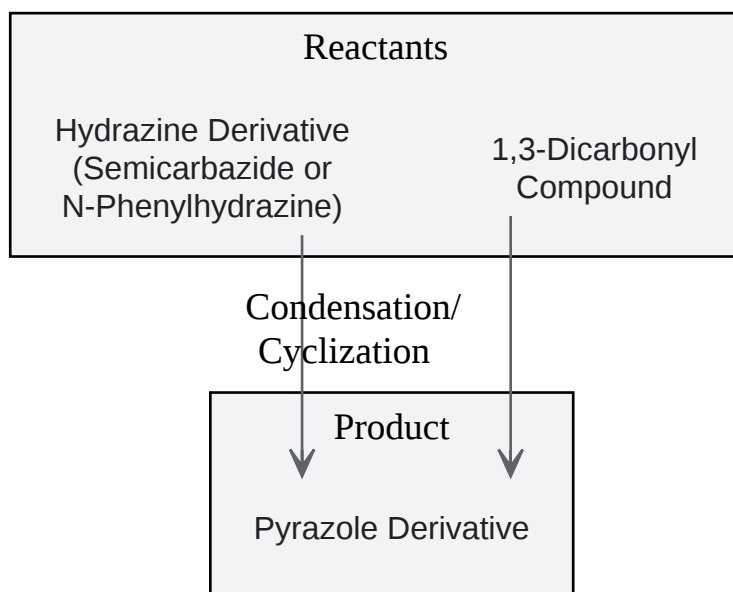 Reactants
Hydrazine Derivative
(Semicarbazide or
N-Phenylhydrazine)
1,3-Dicarbonyl
Compound
Condensation/
Cyclization
Product
Pyrazole Derivative